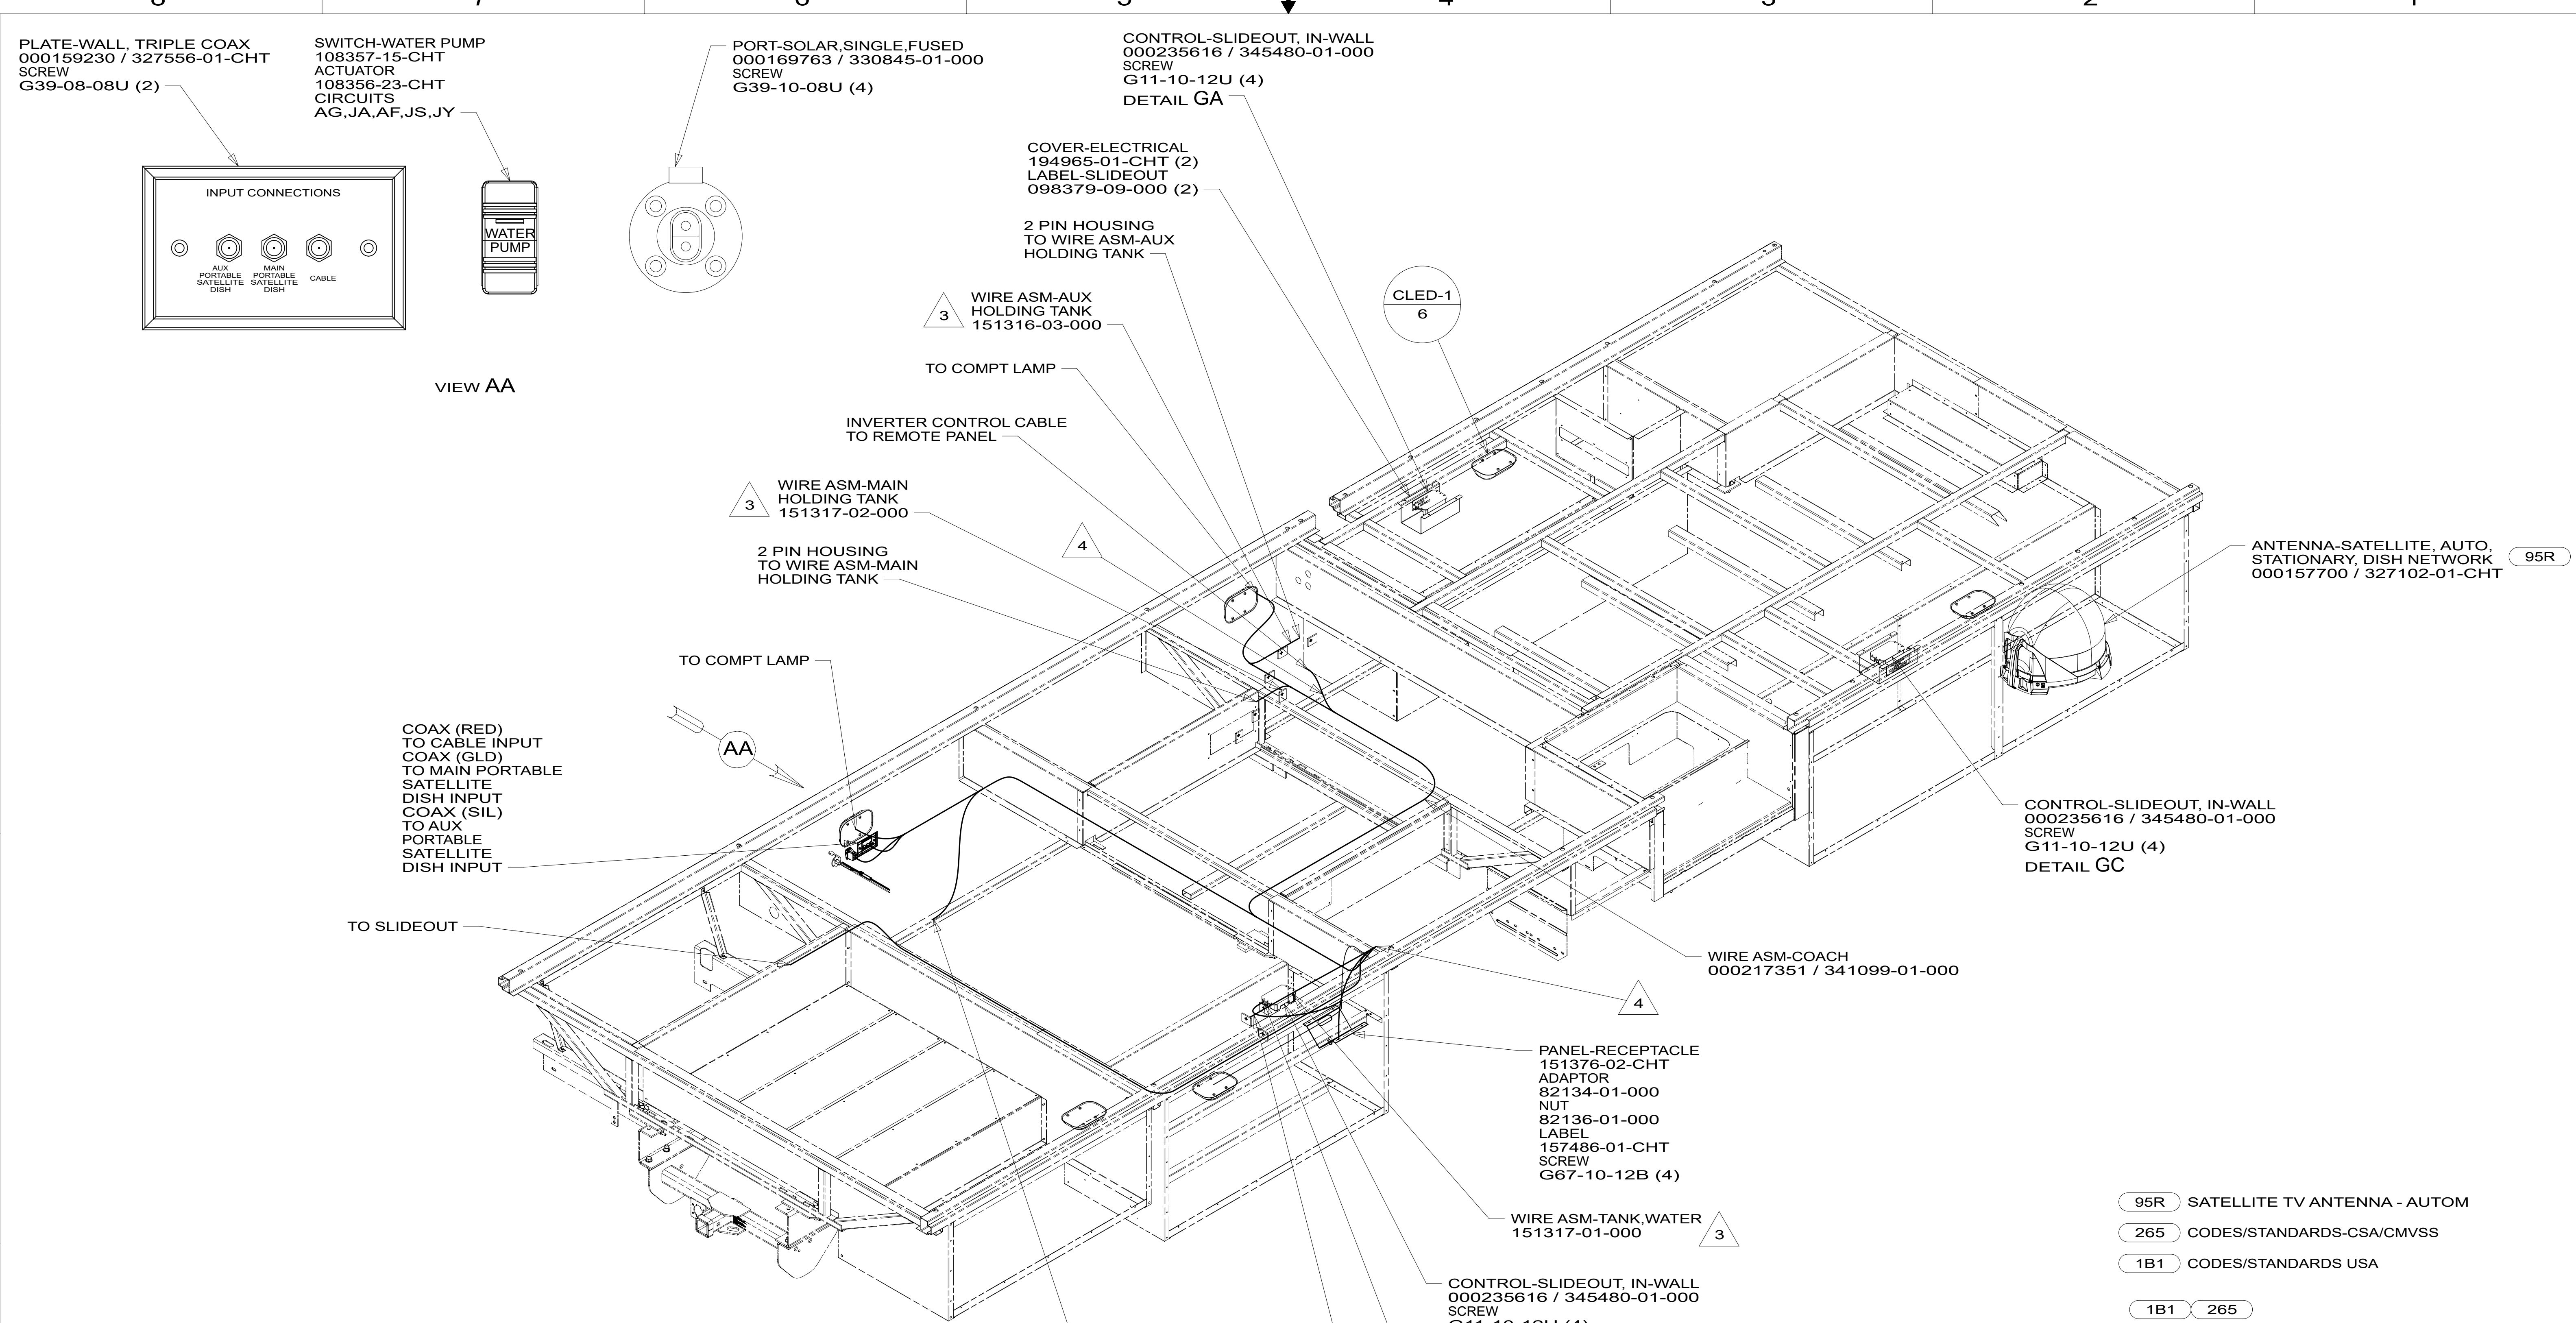 PLATE-WALL, TRIPLE COAX
000159230 / 327556-01-CHT
SCREW
G39-08-08U (2)
SWITCH-WATER PUMP
108357-15-CHT
ACTUATOR
108356-23-CHT
CIRCUITS
AG,JA,AF,JS,JY
PORT-SOLAR,SINGLE,FUSED
000169763 / 330845-01-000
SCREW
G39-10-08U (4)
CONTROL-SLIDEOUT, IN-WALL
000235616 / 345480-01-000
SCREW
G11-10-12U (4)
DETAIL GA
INPUT CONNECTIONS
AUX
PORTABLE
SATELLITE
DISH
MAIN
PORTABLE
SATELLITE
DISH
CABLE
WATER
PUMP
VIEW AA
COVER-ELECTRICAL
194965-01-CHT (2)
LABEL-SLIDEOUT
098379-09-000 (2)
2 PIN HOUSING
TO WIRE ASM-AUX
HOLDING TANK
3
WIRE ASM-AUX
HOLDING TANK
151316-03-000
CLED-1
6
TO COMPT LAMP
INVERTER CONTROL CABLE
TO REMOTE PANEL
3
WIRE ASM-MAIN
HOLDING TANK
151317-02-000
4
2 PIN HOUSING
TO WIRE ASM-MAIN
HOLDING TANK
ANTENNA-SATELLITE, AUTO,
STATIONARY, DISH NETWORK
000157700 / 327102-01-CHT
95R
TO COMPT LAMP
AA
COAX (RED)
TO CABLE INPUT
COAX (GLD)
TO MAIN PORTABLE
SATELLITE
DISH INPUT
COAX (SIL)
TO AUX
PORTABLE
SATELLITE
DISH INPUT
TO SLIDEOUT
CONTROL-SLIDEOUT, IN-WALL
000235616 / 345480-01-000
SCREW
G11-10-12U (4)
DETAIL GC
WIRE ASM-COACH
000217351 / 341099-01-000
4
PANEL-RECEPTACLE
151376-02-CHT
ADAPTOR
82134-01-000
NUT
82136-01-000
LABEL
157486-01-CHT
SCREW
G67-10-12B (4)
WIRE ASM-TANK,WATER
151317-01-000
3
CONTROL-SLIDEOUT, IN-WALL
000235616 / 345480-01-000
SCREW
95R SATELLITE TV ANTENNA - AUTOM
265 CODES/STANDARDS-CSA/CMVSS
1B1 CODES/STANDARDS USA
1B1 265